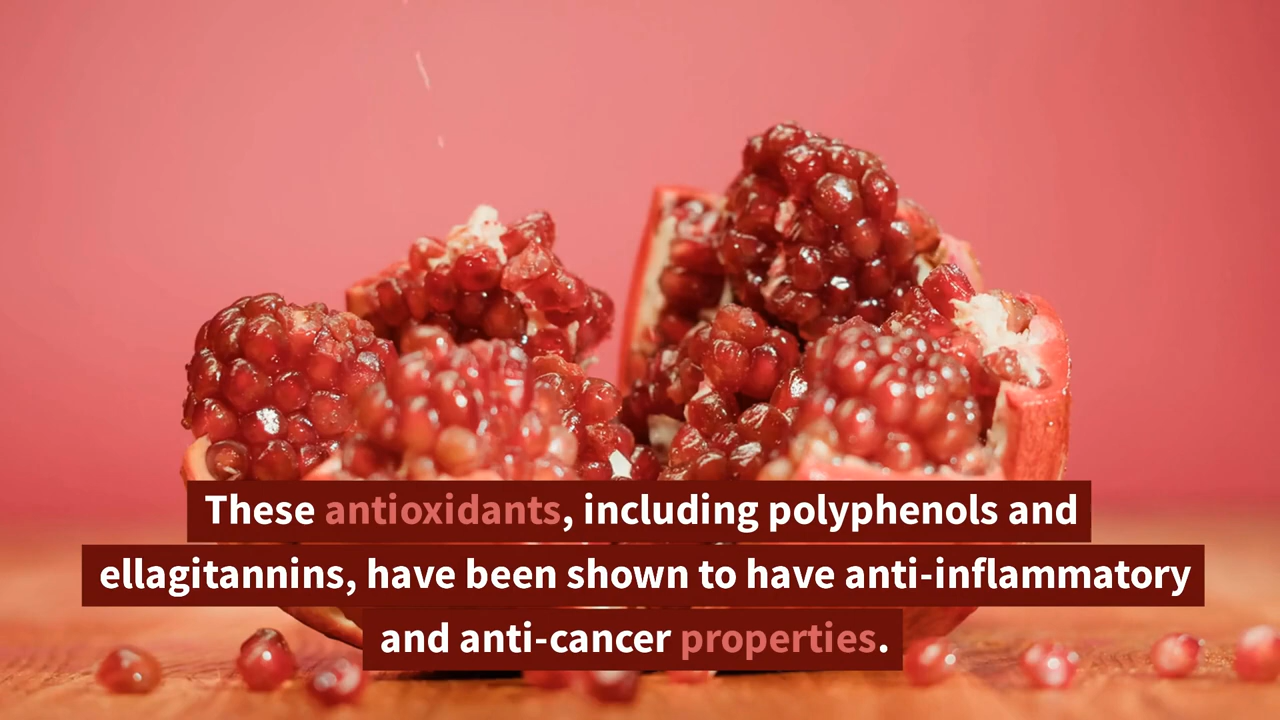 These antioxidants, including polyphenols and
ellagitannins, have been shown to have anti-inflammatory
and anti-cancer properties.